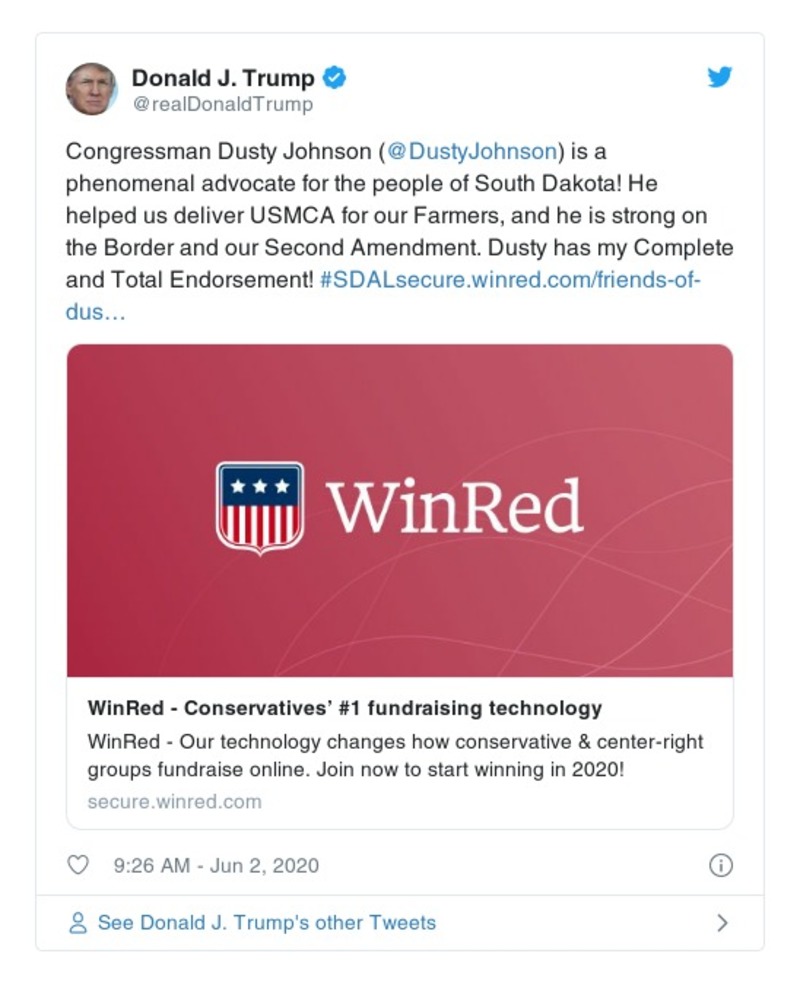 Donald J. Trump
@realDonaldTrump
Congressman Dusty Johnson (@DustyJohnson) is a
phenomenal advocate for the people of South Dakota! He
helped us deliver USMCA for our Farmers, and he is strong on
the Border and our Second Amendment. Dusty has my Complete
and Total Endorsement! #SDALsecure.winred.com/friends-of-
dus…
WinRed
WinRed - Conservatives’ #1 fundraising technology
WinRed - Our technology changes how conservative & center-right
groups fundraise online. Join now to start winning in 2020!
secure.winred.com
9:26 AM - Jun 2, 2020
See Donald J. Trump's other Tweets